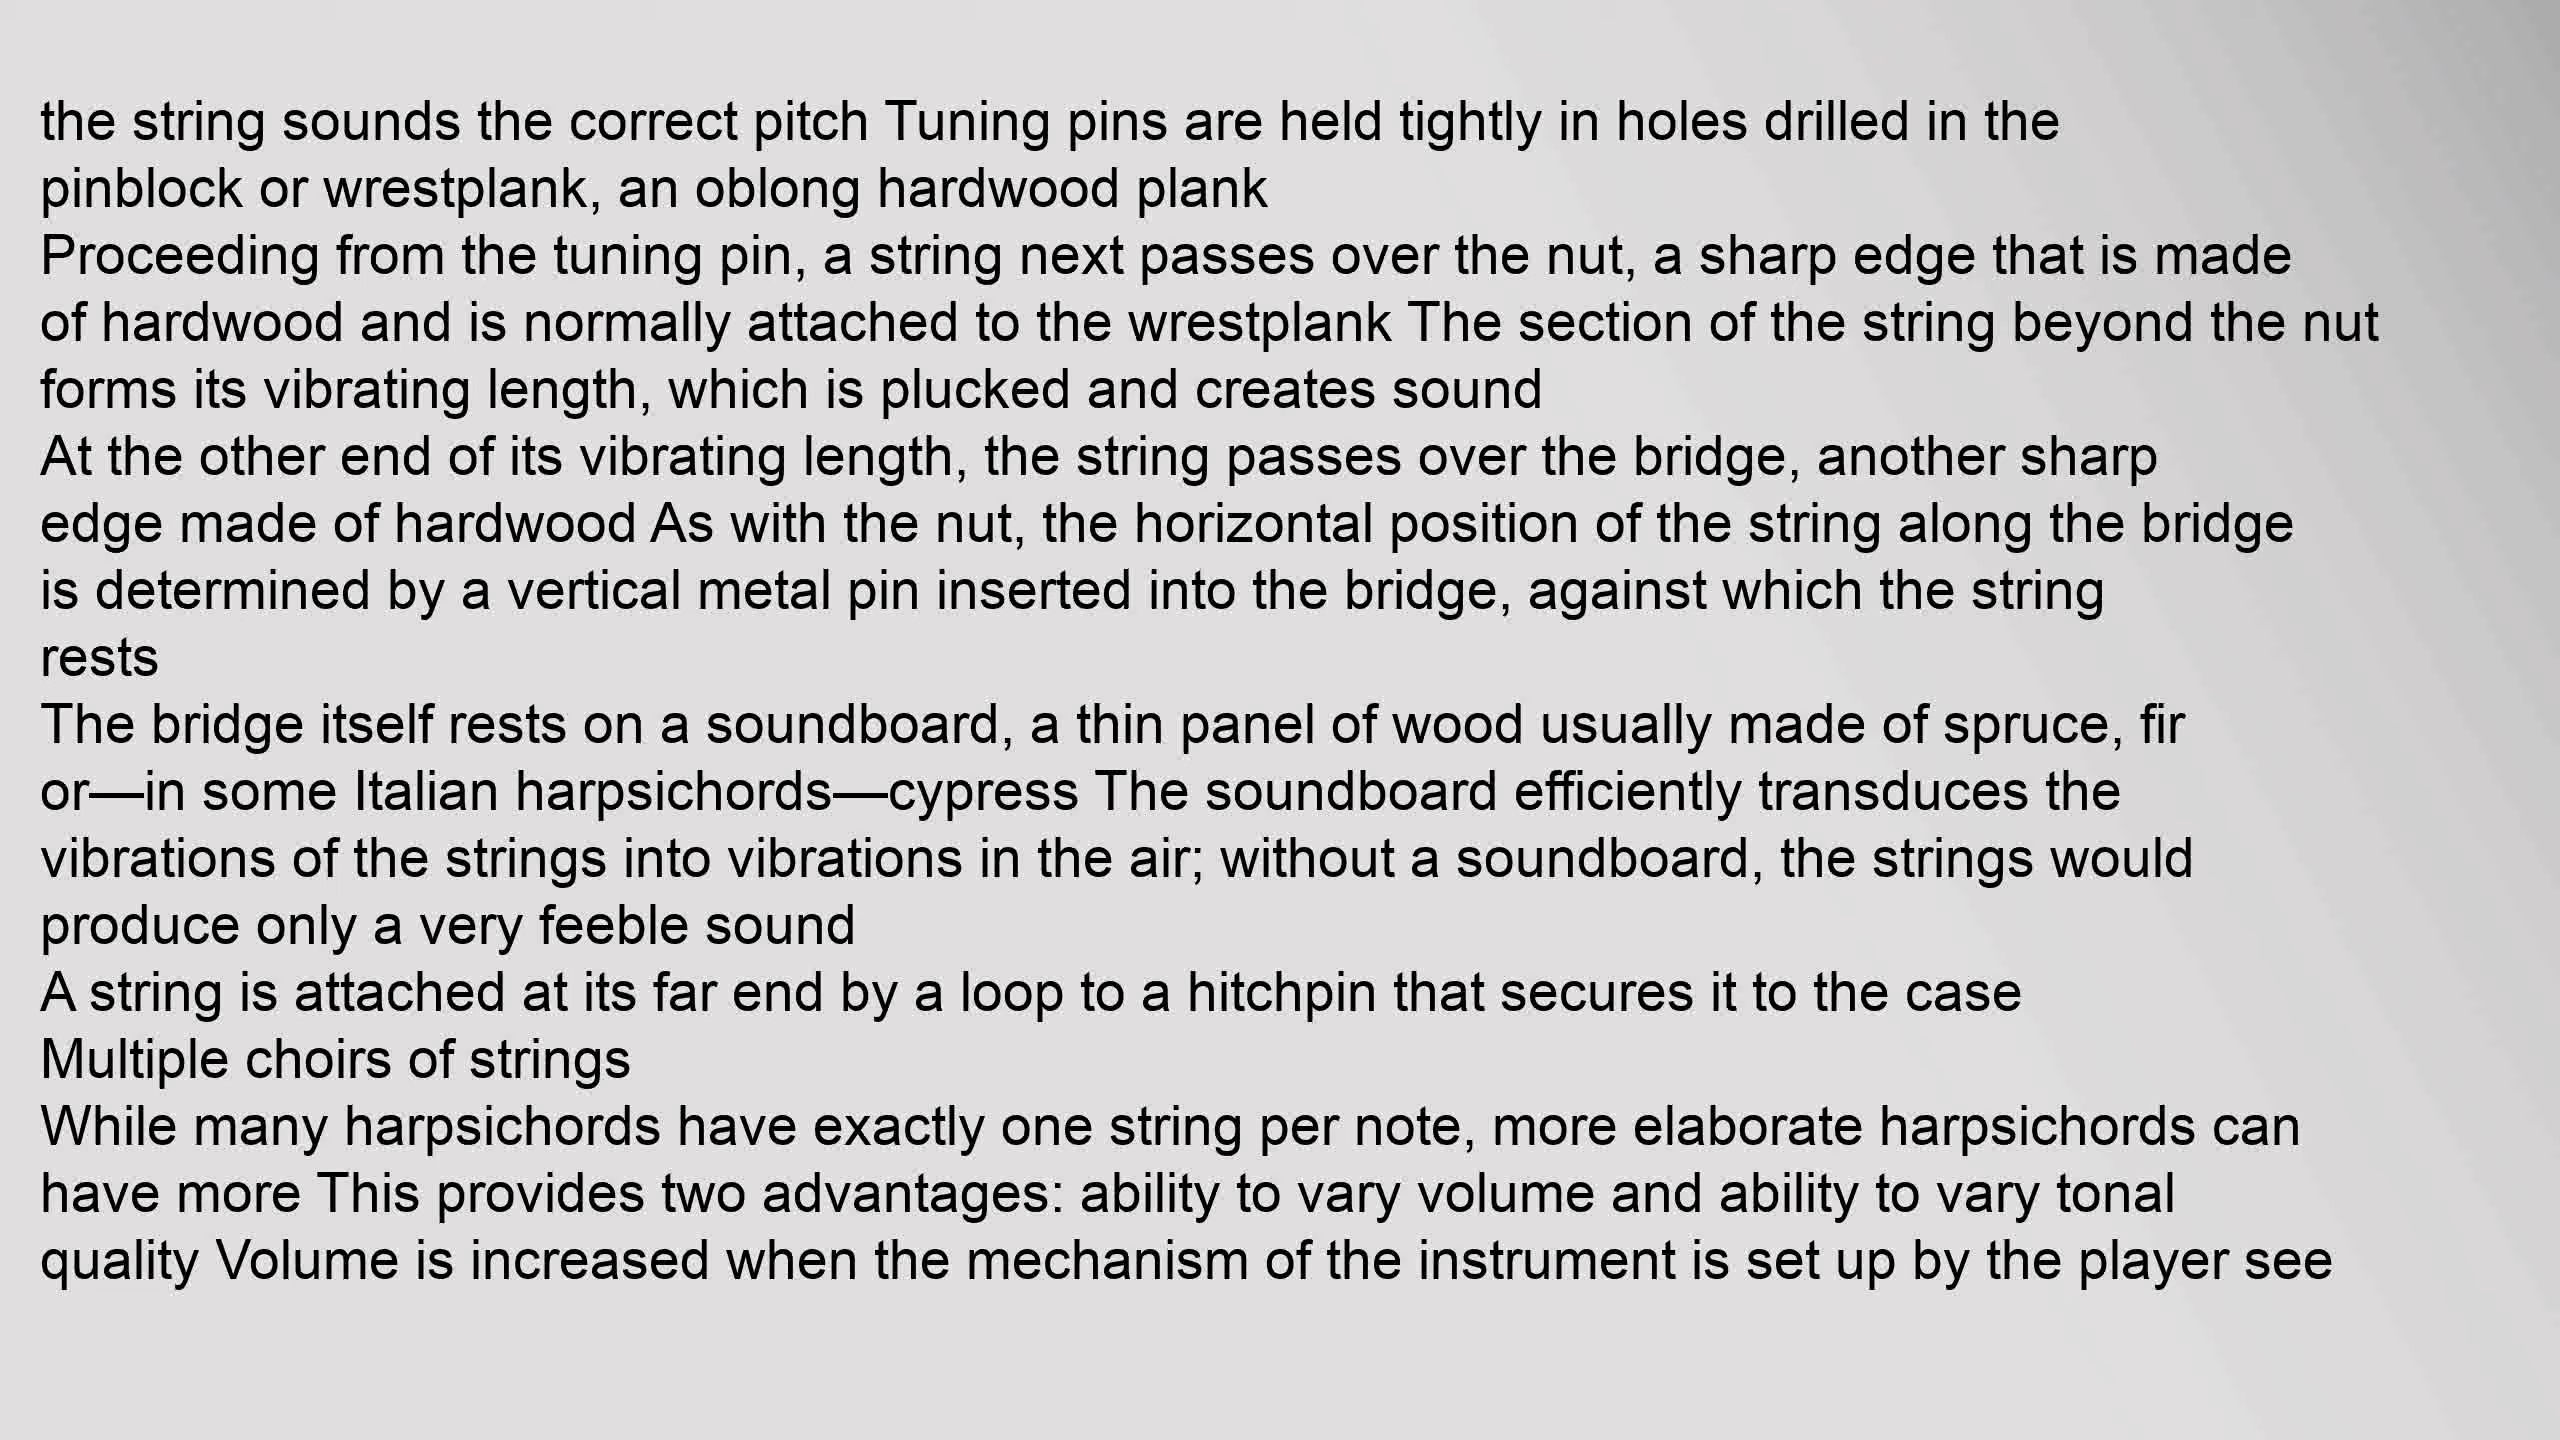 the string sounds the correct pitch Tuning pins are held tightly in holes drilled in the
pinblock or wrestplank, an oblong hardwood plank
Proceeding from the tuning pin, a string next passes over the nut, a sharp edge that is made
of hardwood and is normally attached to the wrestplank The section of the string beyond the nut
forms its vibrating length, which is plucked and creates sound
At the other end of its vibrating length, the string passes over the bridge, another sharp
edge made of hardwood As with the nut, the horizontal position of the string along the bridge
is determined by a vertical metal pin inserted into the bridge, against which the string
rests
The bridge itself rests on a soundboard, a thin panel of wood usually made of spruce, fir
or—in some Italian harpsichords—cypress The soundboard efficiently transduces the
vibrations of the strings into vibrations in the air; without a soundboard, the strings would
produce only a very feeble sound
A string is attached at its far end by a loop to a hitchpin that secures it to the case
Multiple choirs of strings
While many harpsichords have exactly one string per note, more elaborate harpsichords can
have more This provides two advantages: ability to vary volume and ability to vary tonal
quality Volume is increased when the mechanism of the instrument is set up by the player see